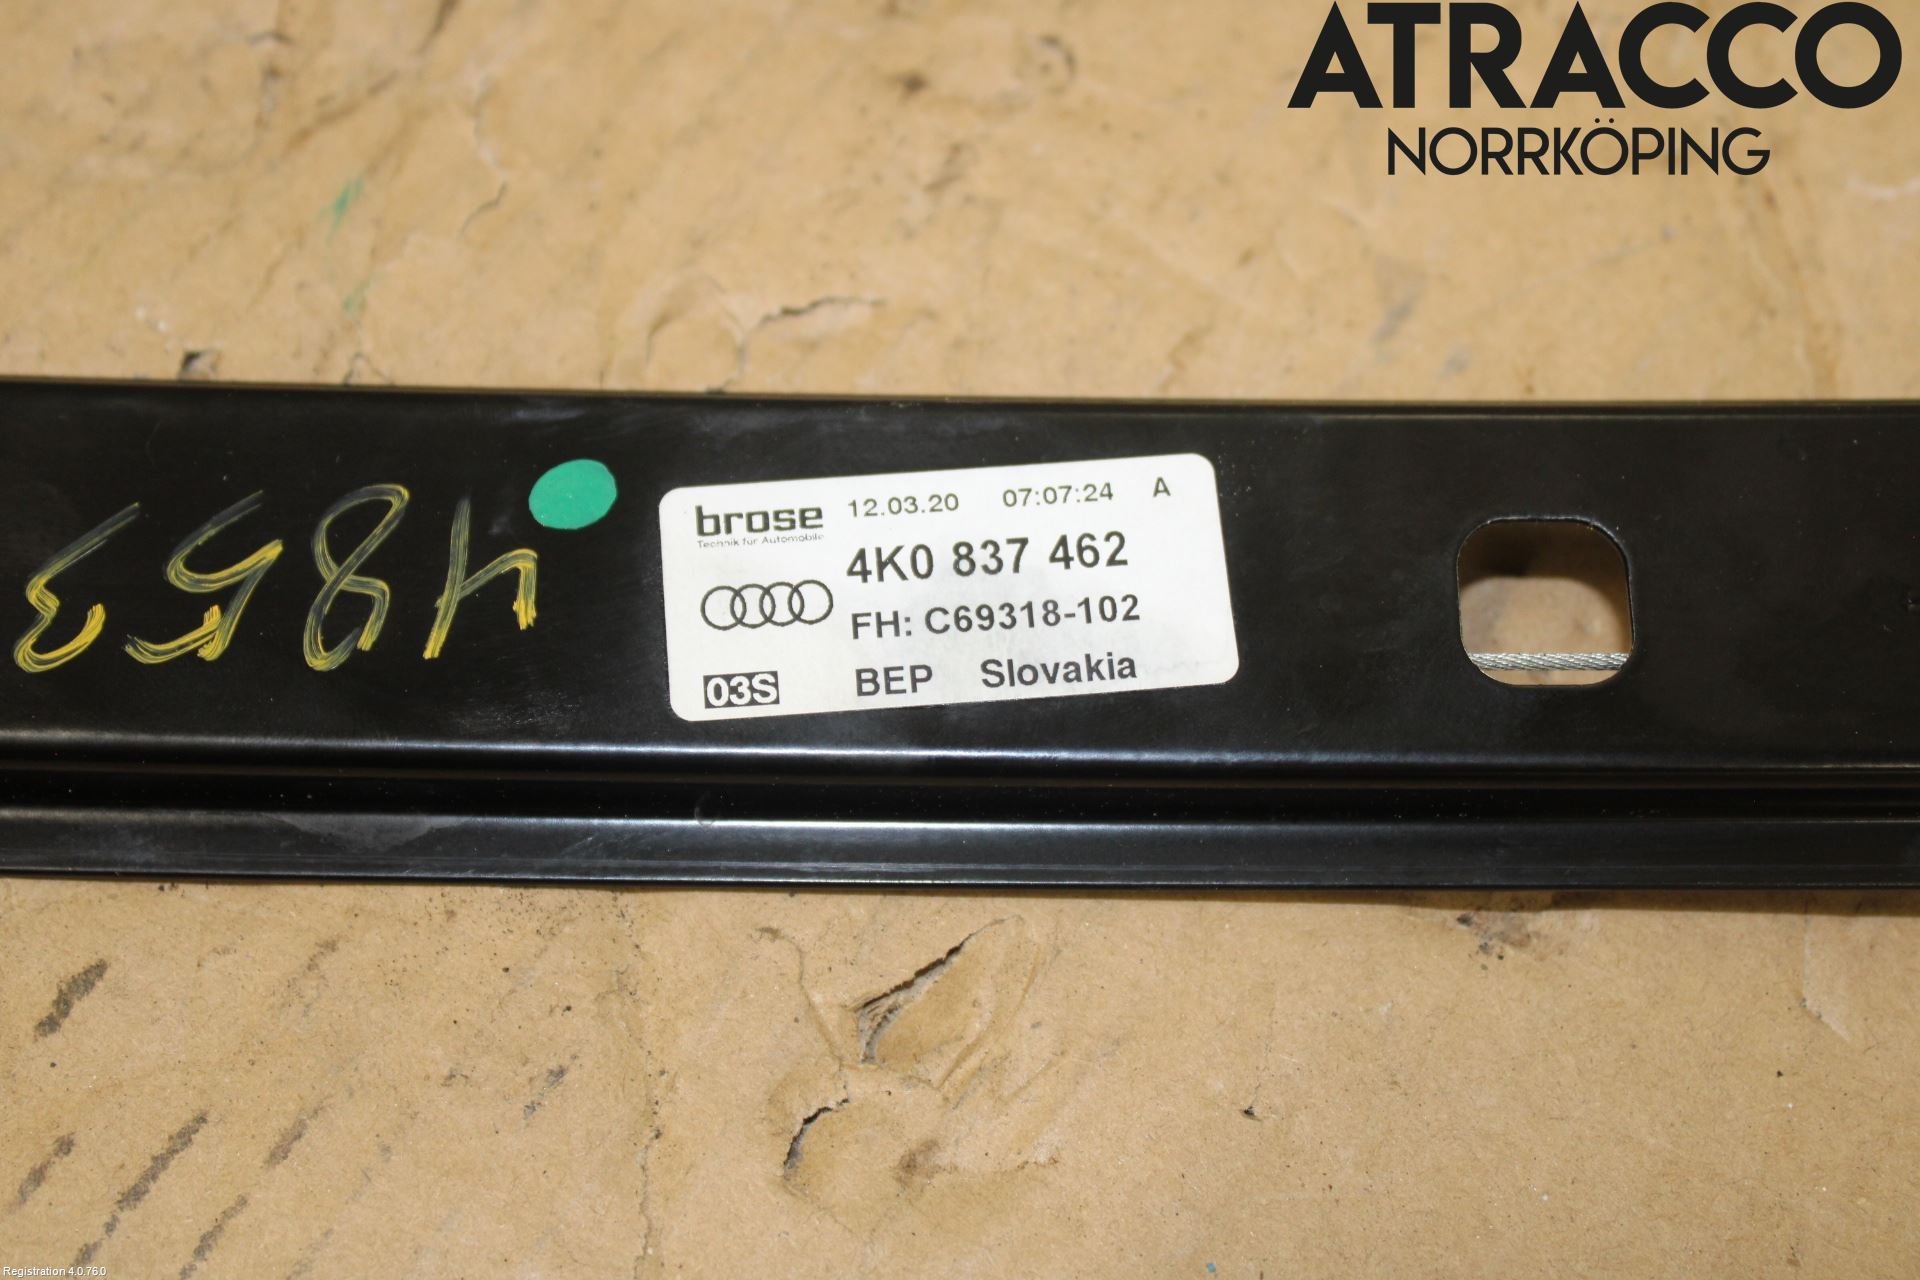 ATRACCO
NORRKÖPING
brose 12.03.20 07:07:24 A
Technik für Automobile
4K0 837 462
FH: C69318-102
03S BEP Slovakia
4853
Registration 4.0.76.0